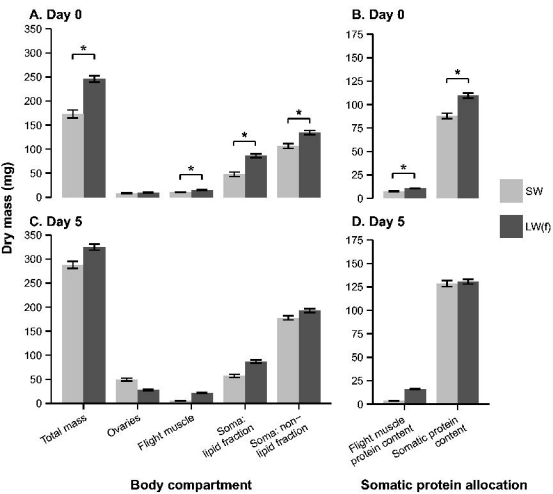 A. Day 0
B. Day 0
350
300
250
200
150
100
50
0
*
*
*
*
175
150
125
100
75
50
25
0
*
*
SW
LW(f)
Dry mass (mg)
C. Day 5
D. Day 5
350
300
250
200
150
100
50
0
175
150
125
100
75
50
25
0
Total mass
Ovaries
Flight muscle
Soma:
lipid fraction
Soma: non–
lipid fraction
Flight muscle
protein content
Somatic protein
content
Body compartment
Somatic protein allocation